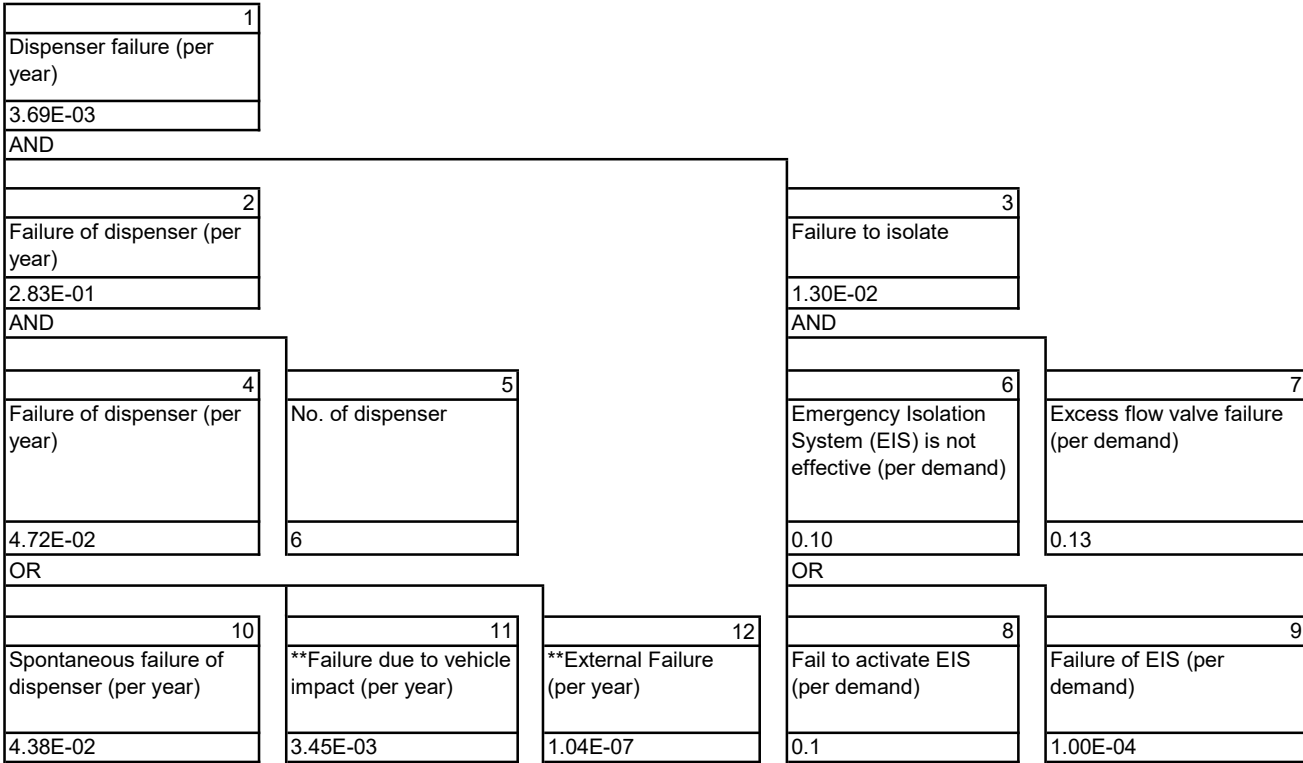 1
Dispenser failure (per
year)
3.69E-03
AND
2
Failure of dispenser (per
year)
2.83E-01
AND
3
Failure to isolate
1.30E-02
AND
4
Failure of dispenser (per
year)
4.72E-02
OR
5
No. of dispenser
6
6
Emergency Isolation
System (EIS) is not
effective (per demand)
0.10
OR
7
Excess flow valve failure
(per demand)
0.13
10
Spontaneous failure of
dispenser (per year)
4.38E-02
11
**Failure due to vehicle
impact (per year)
3.45E-03
12
**External Failure
(per year)
1.04E-07
8
Fail to activate EIS
(per demand)
0.1
9
Failure of EIS (per
demand)
1.00E-04